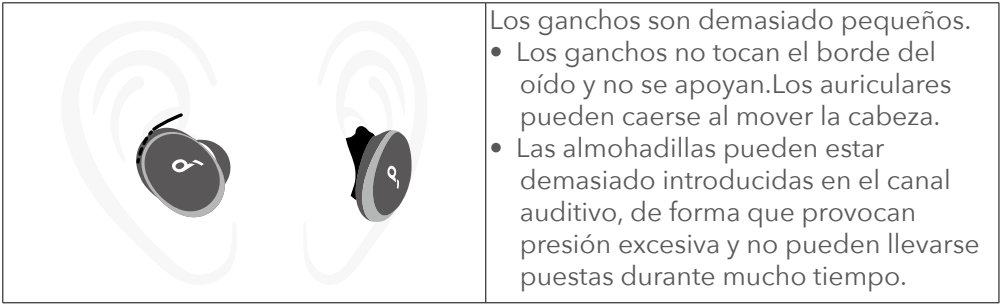 Los ganchos son demasiado pequeños.
• Los ganchos no tocan el borde del
oído y no se apoyan.Los auriculares
pueden caerse al mover la cabeza.
• Las almohadillas pueden estar
demasiado introducidas en el canal
auditivo, de forma que provocan
presión excesiva y no pueden llevarse
puestas durante mucho tiempo.